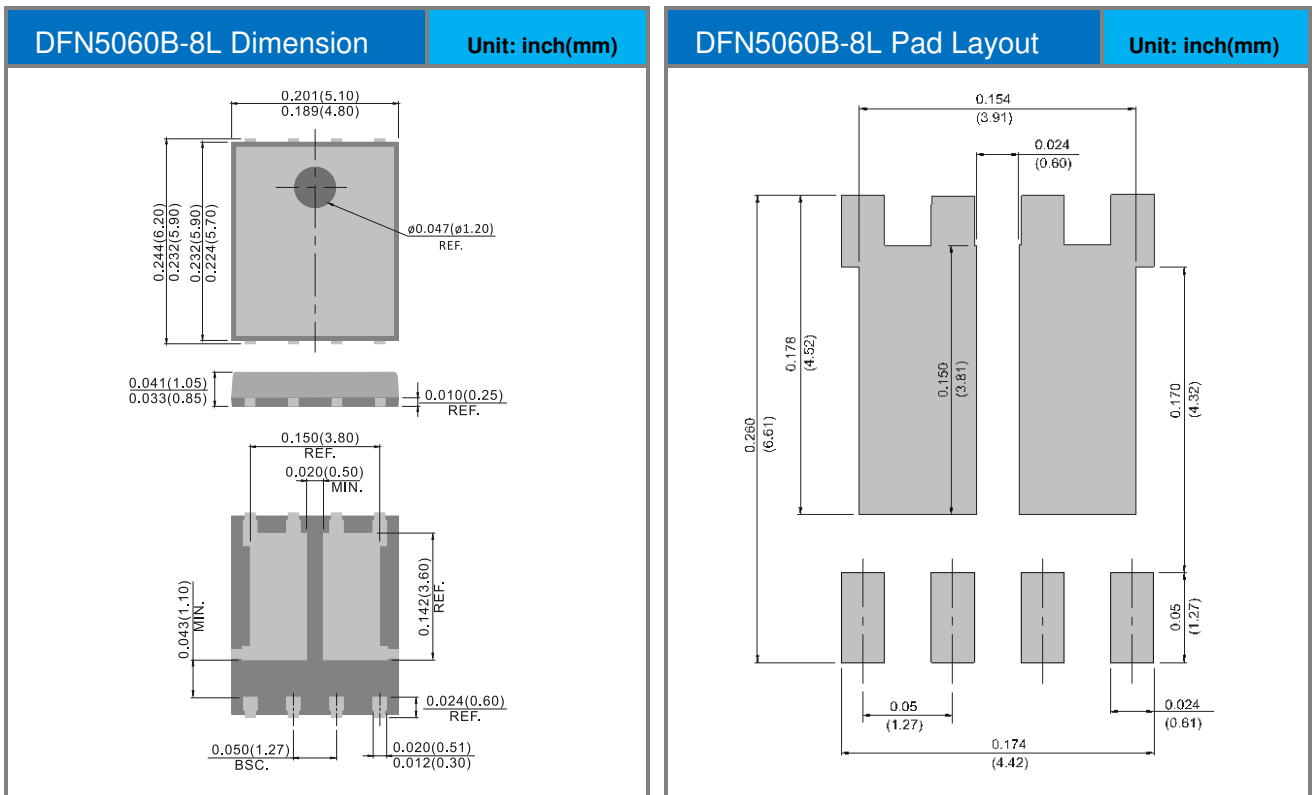 DFN5060B-8L Dimension
Unit: inch(mm)
0.201(5.10)
0.189(4.80)
0.244(6.20)
0.232(5.90)
0.232(5.90)
0.224(5.70)
ø0.047(ø1.20)
REF.
0.041(1.05)
0.033(0.85)
0.010(0.25)
REF.
0.150(3.80)
REF.
0.020(0.50)
MIN.
0.043(1.10)
MIN.
0.142(3.60)
REF.
0.024(0.60)
REF.
0.050(1.27)
BSC.
0.020(0.51)
0.012(0.30)
DFN5060B-8L Pad Layout
Unit: inch(mm)
0.154
(3.91)
0.024
(0.60)
0.178
(4.52)
0.150
(3.81)
0.260
(6.61)
0.170
(4.32)
0.05
(1.27)
0.05
(1.27)
0.024
(0.61)
0.174
(4.42)